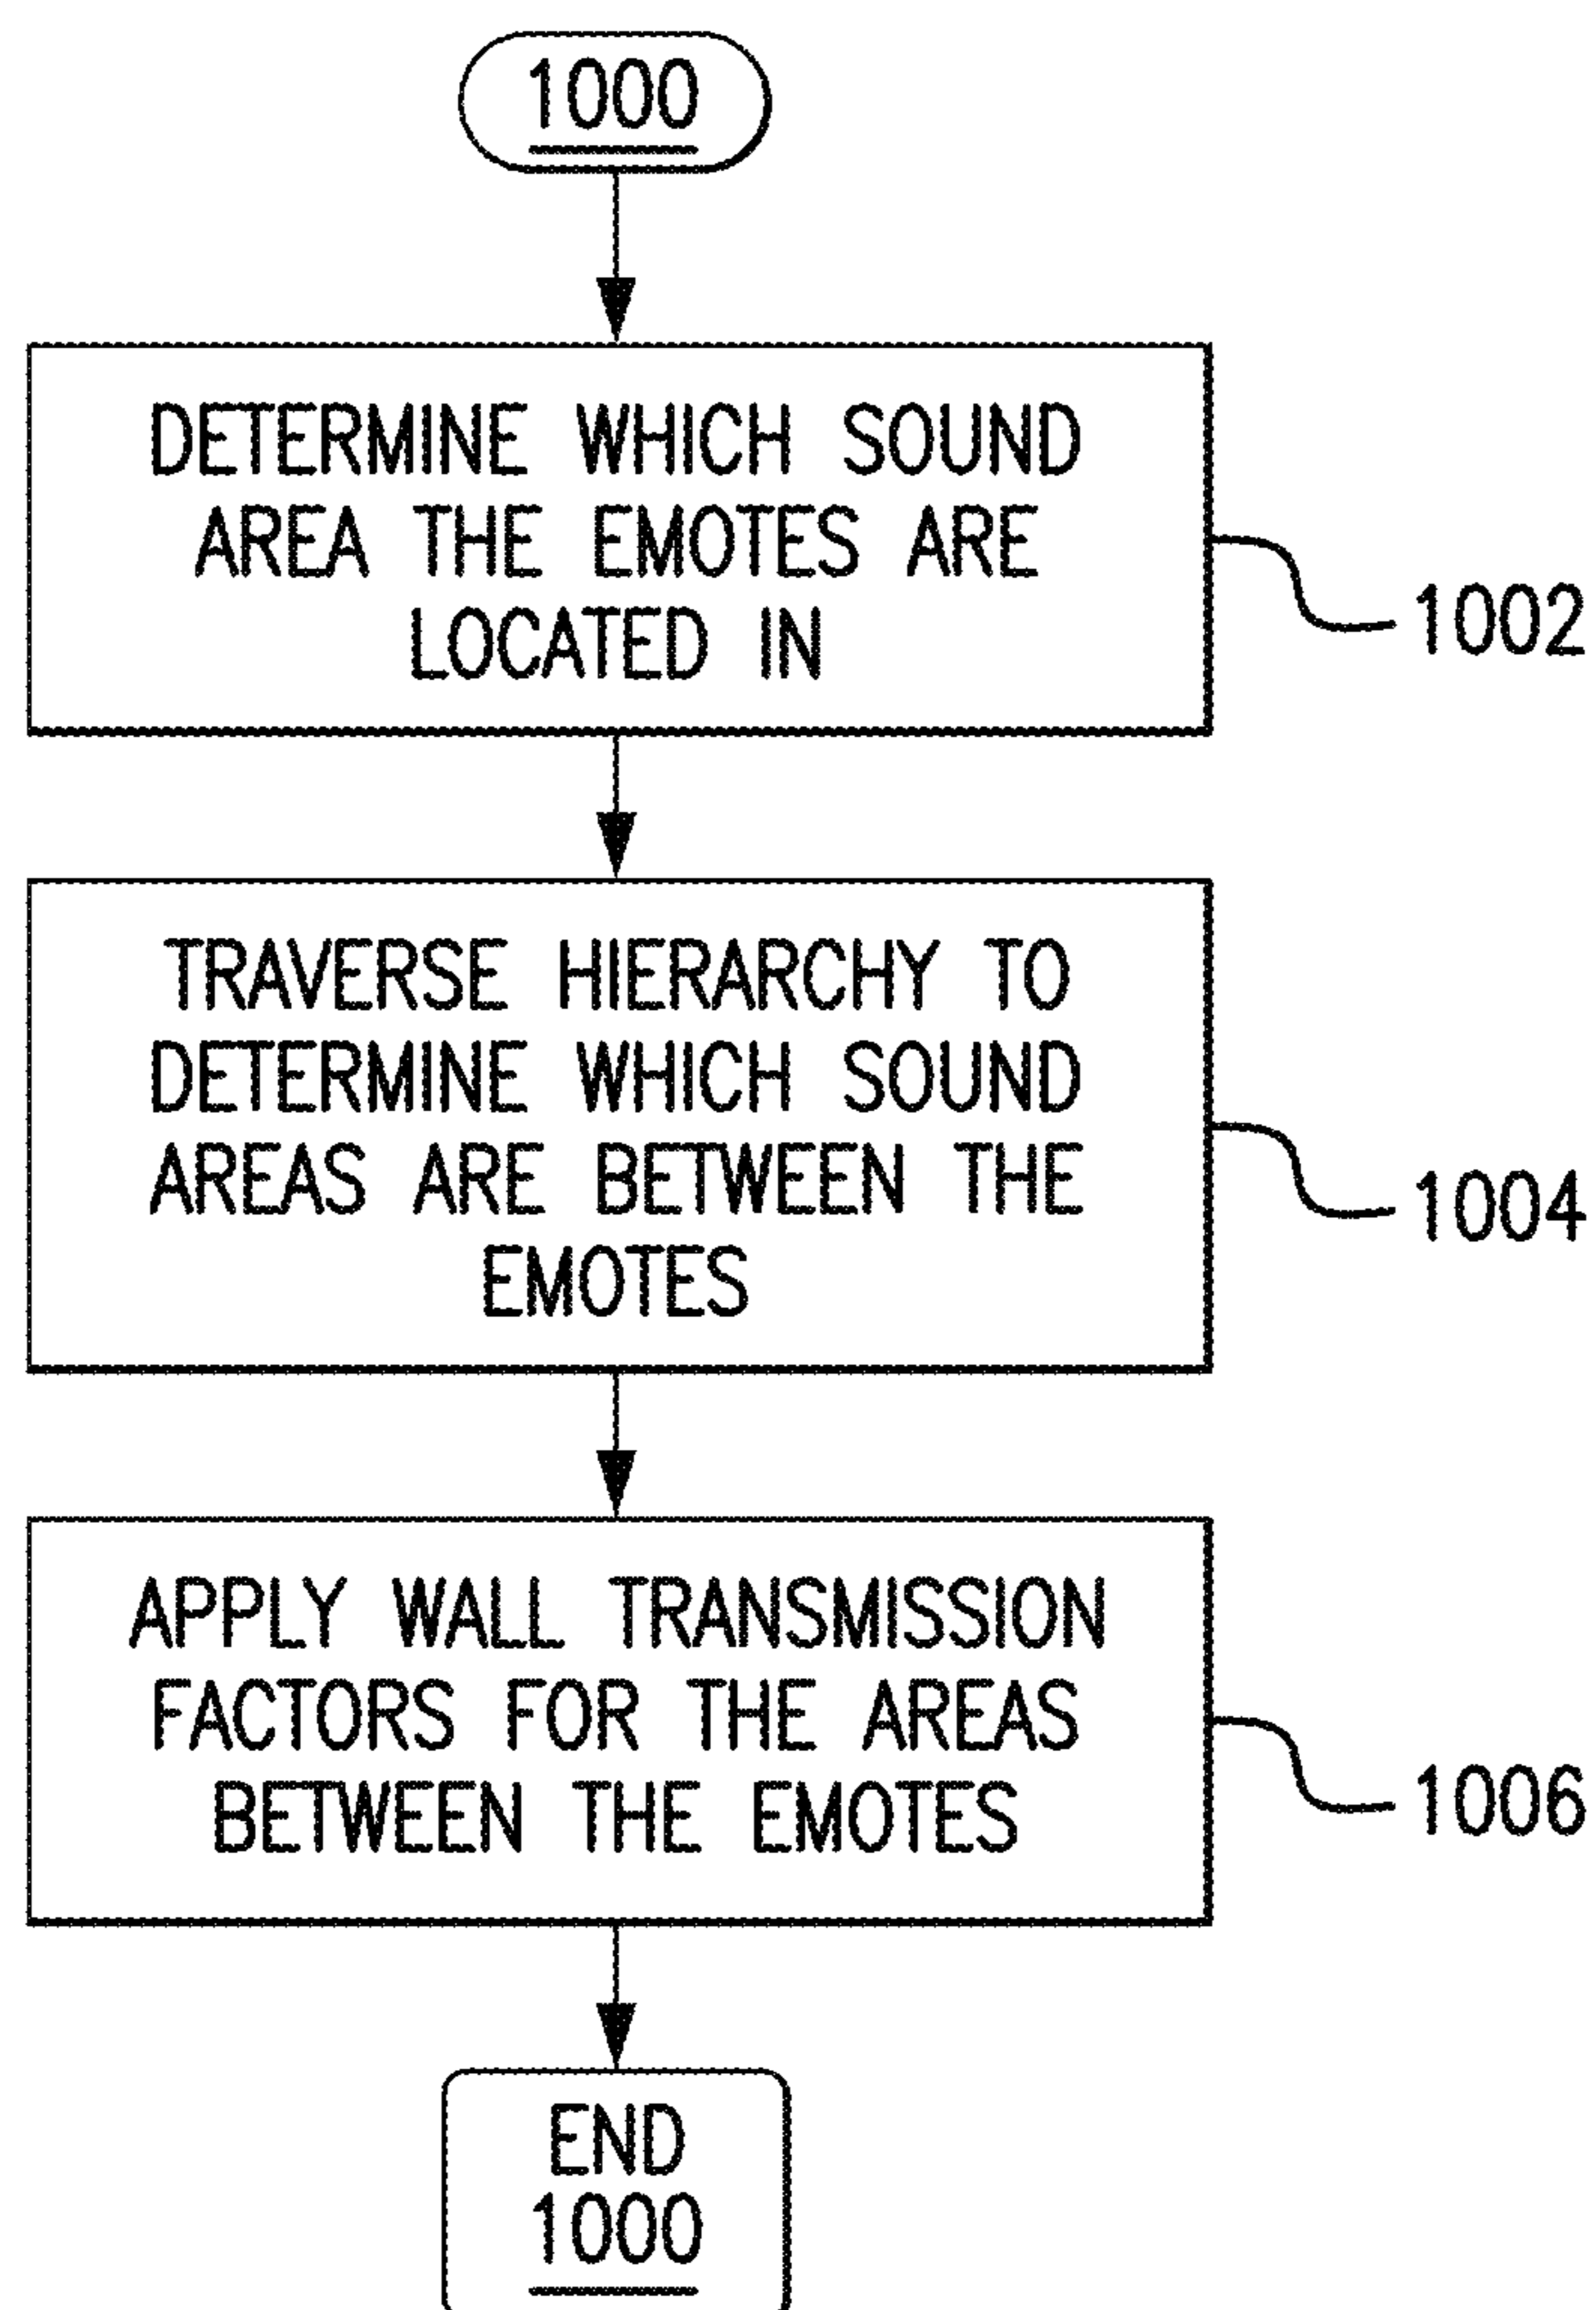 1000
DETERMINE WHICH SOUND
AREA THE EMOTES ARE
LOCATED IN
1002
TRAVERSE HIERARCHY TO
DETERMINE WHICH SOUND
AREAS ARE BETWEEN THE
EMOTES
1004
APPLY WALL TRANSMISSION
FACTORS FOR THE AREAS
BETWEEN THE EMOTES
1006
END
1000